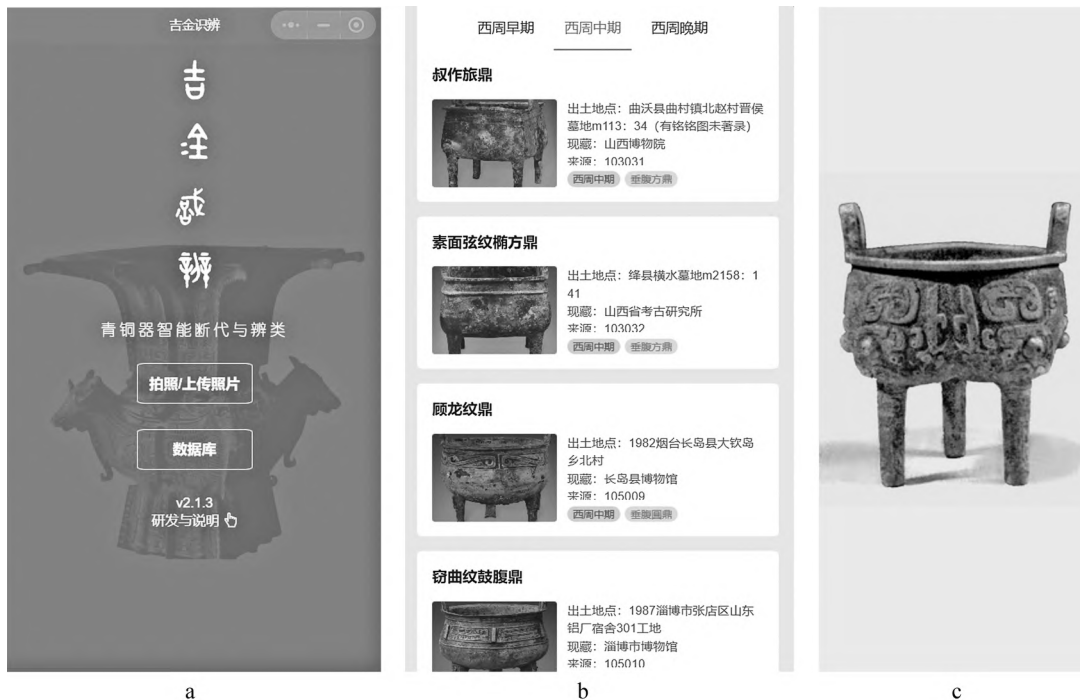 吉金识辨
吉
金
识
辨
青铜器智能断代与辨类
拍照/上传照片
数据库
v2.1.3
研发与说明
a
西周早期 西周中期 西周晚期
叔作旅鼎
出土地点：曲沃县曲村镇北赵村晋侯
墓地m113：34（有铭铭图未著录）
现藏：山西博物院
来源：103031
西周中期 垂腹方鼎
素面弦纹椭方鼎
出土地点：绛县横水墓地m2158：1
41
现藏：山西省考古研究所
来源：103032
西周中期 垂腹方鼎
顾龙纹鼎
出土地点：1982烟台长岛县大钦岛
乡北村
现藏：长岛县博物馆
来源：105009
西周中期 垂腹圆鼎
窃曲纹鼓腹鼎
出土地点：1987淄博市张店区山东
铝厂宿舍301工地
现藏：淄博市博物馆
来源：105010
b
c